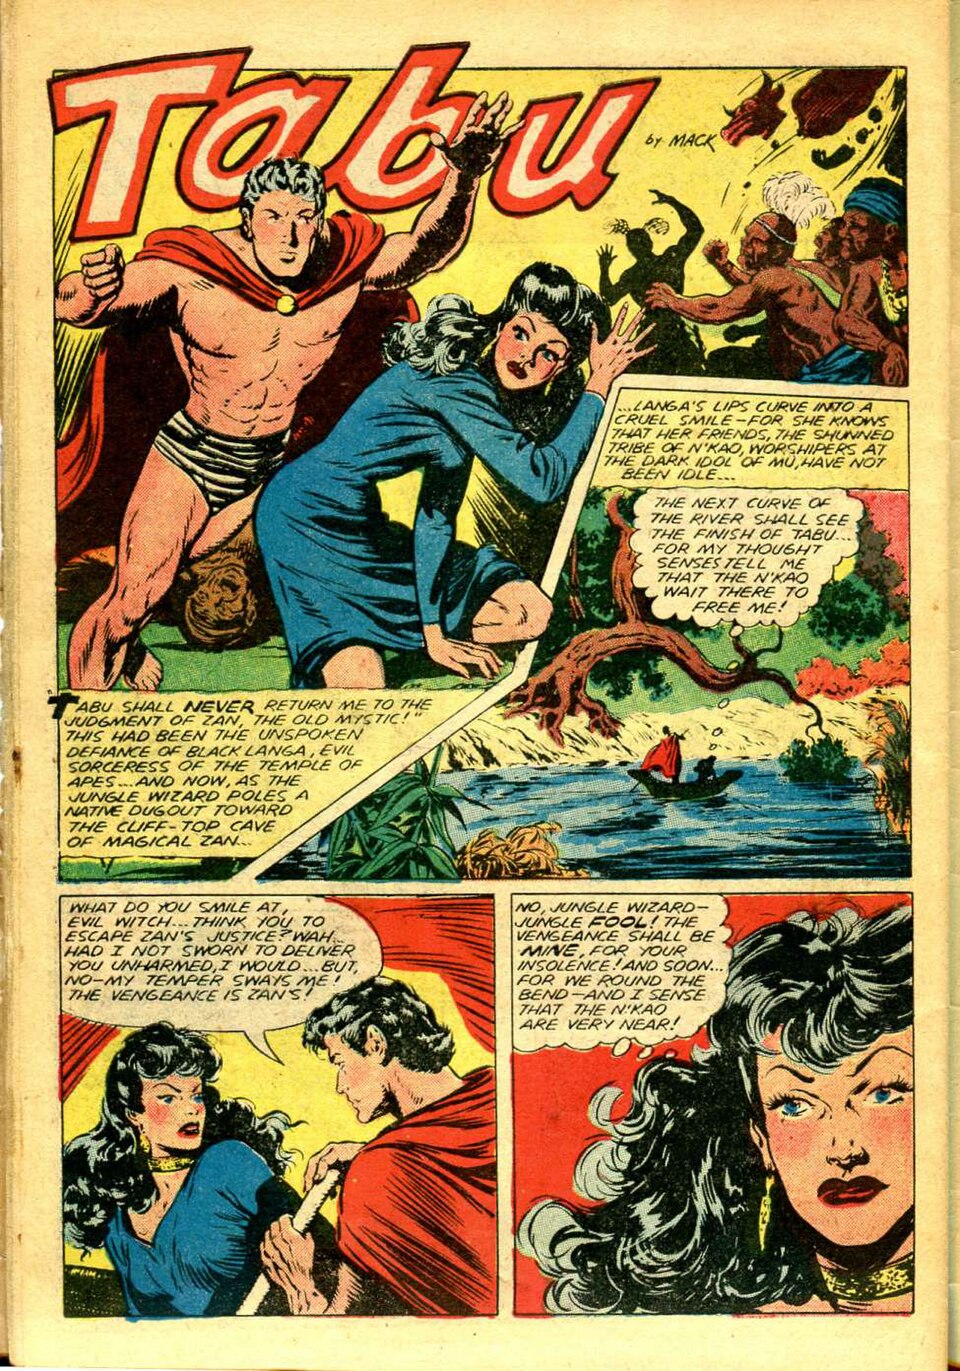 Tabu
by MACK
TABU SHALL NEVER RETURN ME TO THE
JUDGMENT OF ZAN, THE OLD MYSTIC!"
THIS HAD BEEN THE UNSPOKEN
DEFIANCE OF BLACK LANGA, EVIL
SORCERESS OF THE TEMPLE OF
APES...AND NOW, AS THE
JUNGLE WIZARD POLES A
NATIVE DUGOUT TOWARD
THE CLIFF-TOP CAVE
OF MAGICAL ZAN...
...LANGA'S LIPS CURVE INTO A
CRUEL SMILE-FOR SHE KNOWS
THAT HER FRIENDS, THE SHUNNED
TRIBE OF N'KAO, WORSHIPERS AT
THE DARK IDOL OF MU, HAVE NOT
BEEN IDLE...
THE NEXT CURVE OF
THE RIVER SHALL SEE
THE FINISH OF TABU...
FOR MY THOUGHT
SENSES TELL ME
THAT THE N'KAO
WAIT THERE TO
FREE ME!
WHAT DO YOU SMILE AT,
EVIL WITCH...THINK YOU TO
ESCAPE ZAN'S JUSTICE? WAH...
HAD I NOT SWORN TO DELIVER
YOU UNHARMED, I WOULD...BUT,
NO-MY TEMPER SWAYS ME!
THE VENGEANCE IS ZAN'S!
NO, JUNGLE WIZARD-
JUNGLE FOOL! THE
VENGEANCE SHALL BE
MINE, FOR YOUR
INSOLENCE! AND SOON...
FOR WE ROUND THE
BEND-AND I SENSE
THAT THE N'KAO
ARE VERY NEAR!